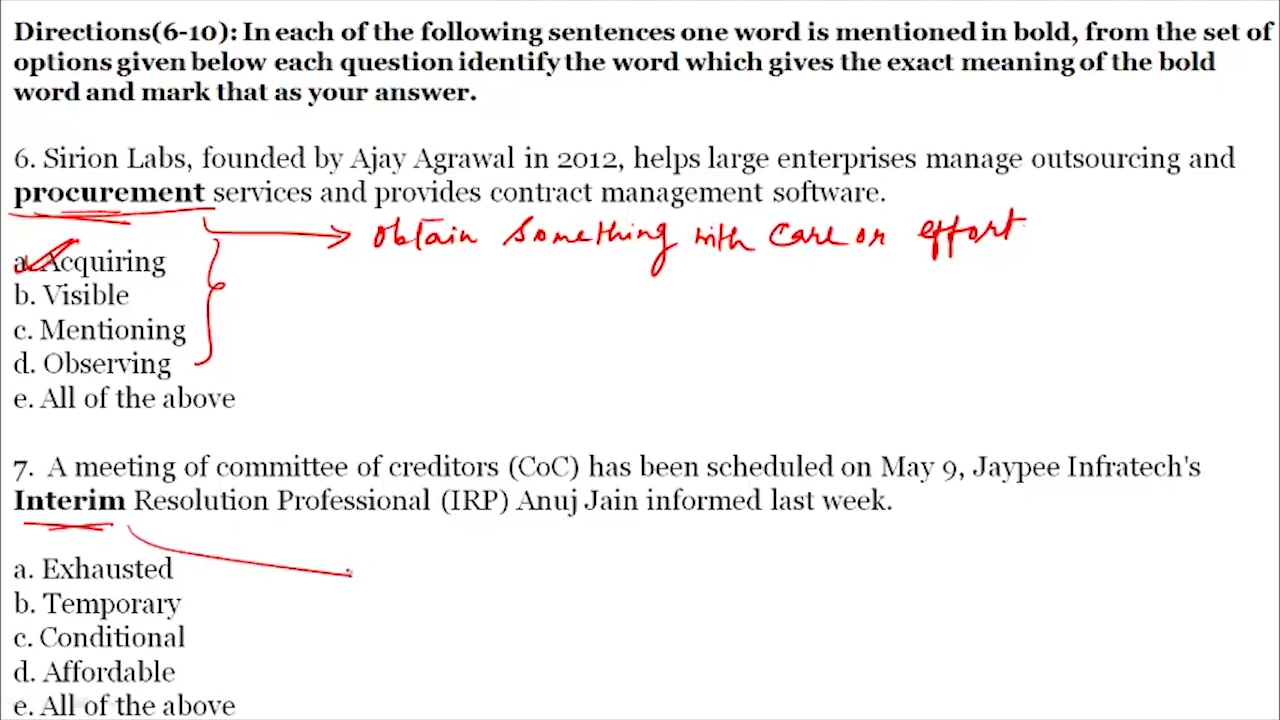 Directions(6-10): In each of the following sentences one word is mentioned in bold, from the set of
options given below each question identify the word which gives the exact meaning of the bold
word and mark that as your answer.
6. Sirion Labs, founded by Ajay Agrawal in 2012, helps large enterprises manage outsourcing and
procurement services and provides contract management software.
obtain something with care or effort
a. Acquiring
b. Visible
c. Mentioning
d. Observing
e. All of the above
7. A meeting of committee of creditors (CoC) has been scheduled on May 9, Jaypee Infratech's
Interim Resolution Professional (IRP) Anuj Jain informed last week.
a. Exhausted
b. Temporary
c. Conditional
d. Affordable
e. All of the above